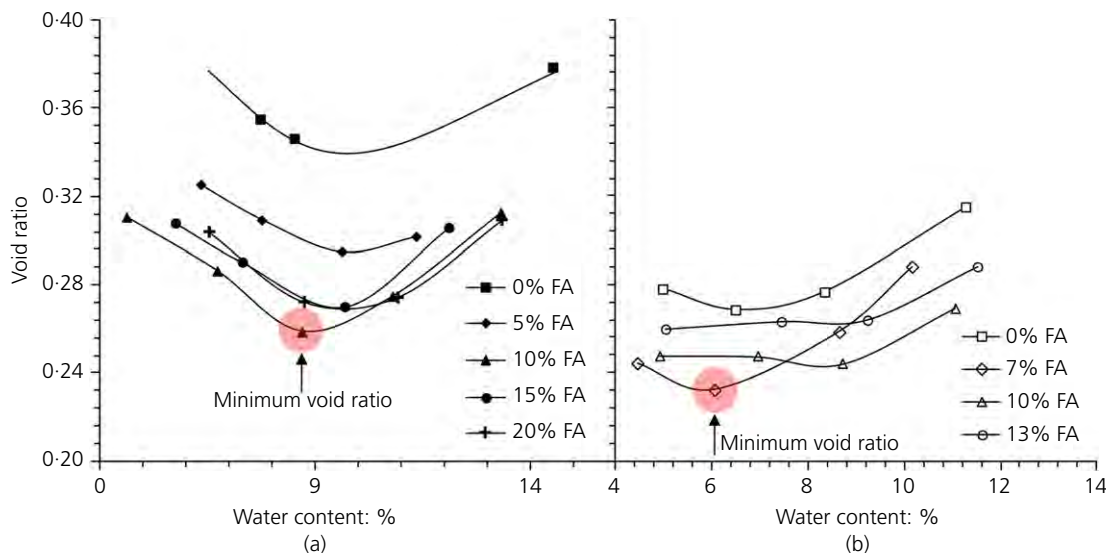 0·40
0·36
0·32
0·28
0·24
0·20
Void ratio
0% FA
5% FA
10% FA
15% FA
20% FA
Minimum void ratio
0
9
14
Water content: %
(a)
0% FA
7% FA
10% FA
13% FA
Minimum void ratio
4
6
8
10
12
14
Water content: %
(b)